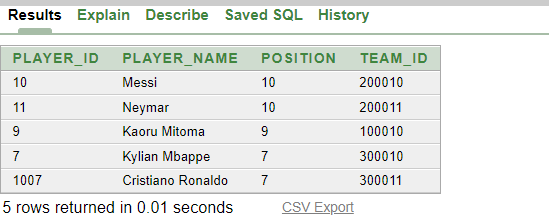 Results Explain Describe Saved SQL History
PLAYER_ID PLAYER_NAME POSITION TEAM_ID
10 Messi 10 200010
11 Neymar 10 200011
9 Kaoru Mitoma 9 100010
7 Kylian Mbappe 7 300010
1007 Cristiano Ronaldo 7 300011
5 rows returned in 0.01 seconds CSV Export